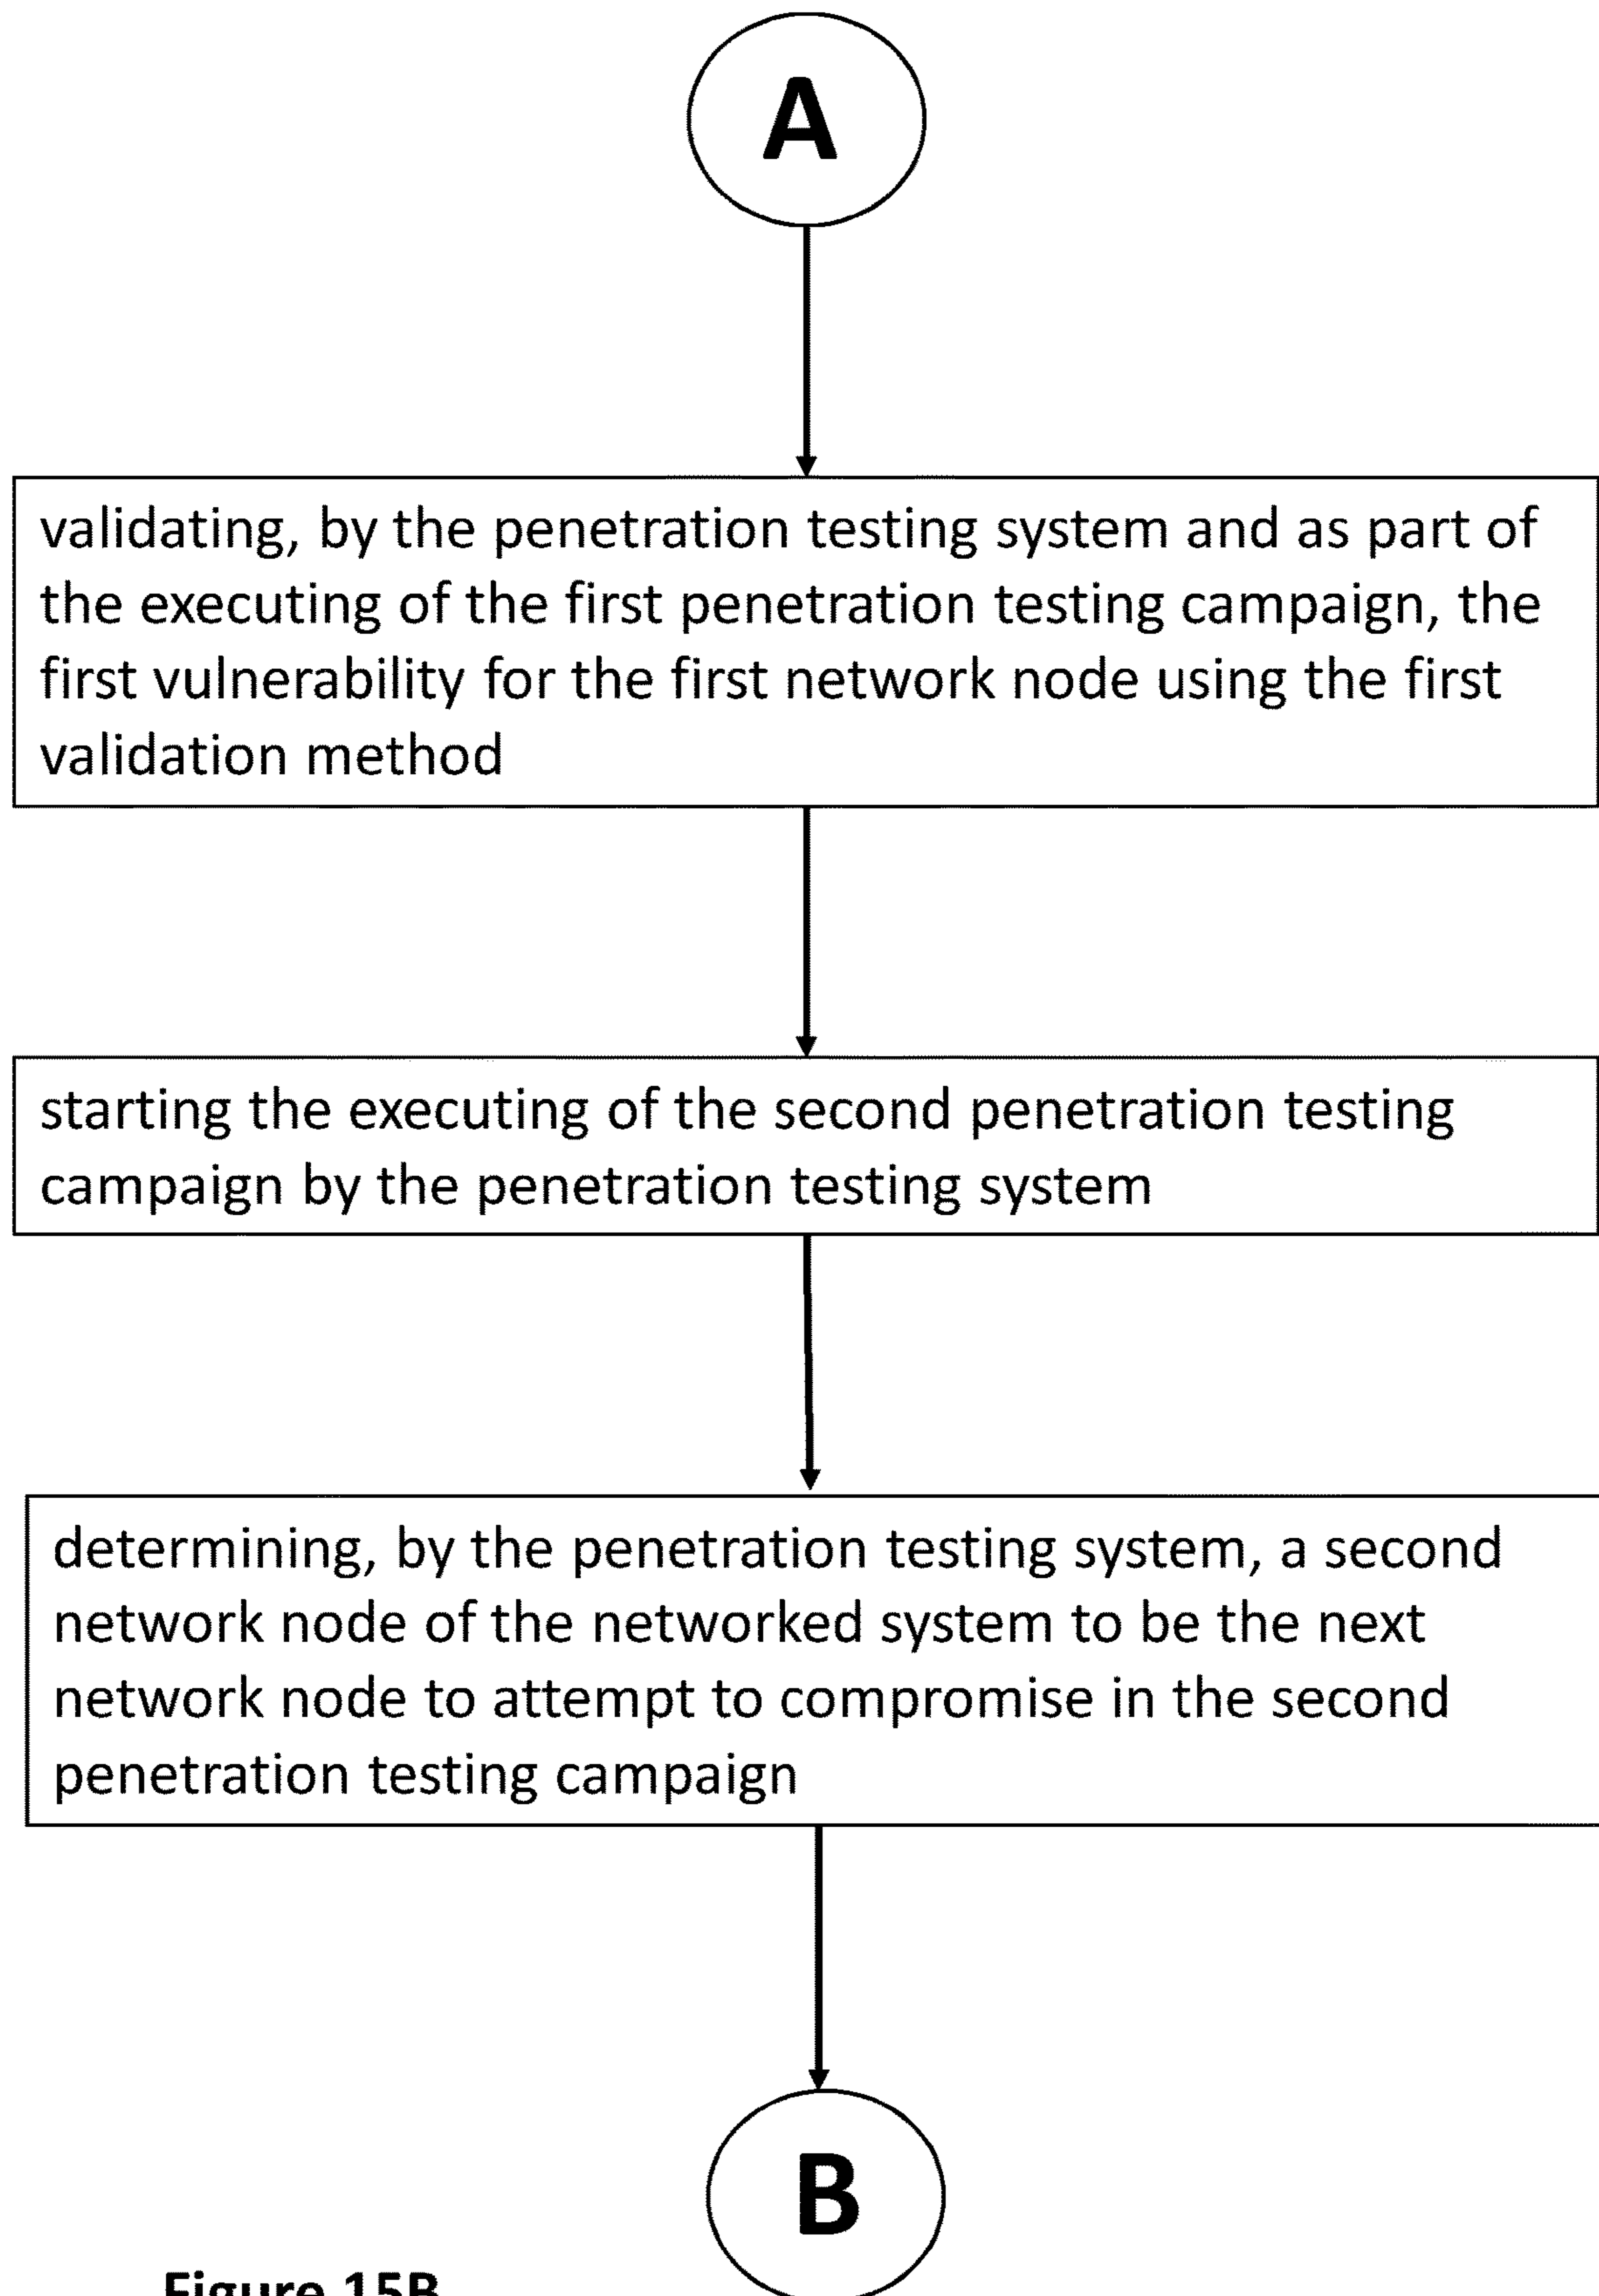 A
validating, by the penetration testing system and as part of
the executing of the first penetration testing campaign, the
first vulnerability for the first network node using the first
validation method
starting the executing of the second penetration testing
campaign by the penetration testing system
determining, by the penetration testing system, a second
network node of the networked system to be the next
network node to attempt to compromise in the second
penetration testing campaign
B
Figure 15B